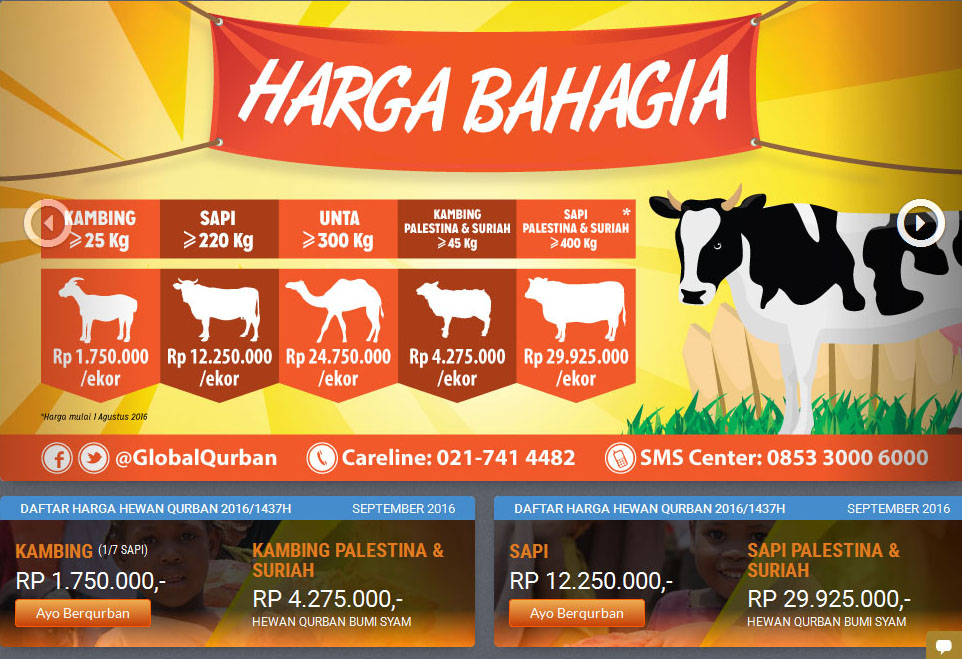 HARGA BAHAGIA
KAMBING
≥25 Kg
SAPI
≥220 Kg
UNTA
≥300 Kg
KAMBING
PALESTINA & SURIAH
≥45 Kg
SAPI *
PALESTINA & SURIAH
≥400 Kg
Rp 1.750.000
/ekor
Rp 12.250.000
/ekor
Rp 24.750.000
/ekor
Rp 4.275.000
/ekor
Rp 29.925.000
/ekor
*Harga mulai 1 Agustus 2016
@GlobalQurban Careline: 021-741 4482 SMS Center: 0853 3000 6000
DAFTAR HARGA HEWAN QURBAN 2016/1437H SEPTEMBER 2016
KAMBING (1/7 SAPI)
RP 1.750.000,-
Ayo Berqurban
KAMBING PALESTINA &
SURIAH
RP 4.275.000,-
HEWAN QURBAN BUMI SYAM
DAFTAR HARGA HEWAN QURBAN 2016/1437H SEPTEMBER 2016
SAPI
RP 12.250.000,-
Ayo Berqurban
SAPI PALESTINA &
SURIAH
RP 29.925.000,-
HEWAN QURBAN BUMI SYAM